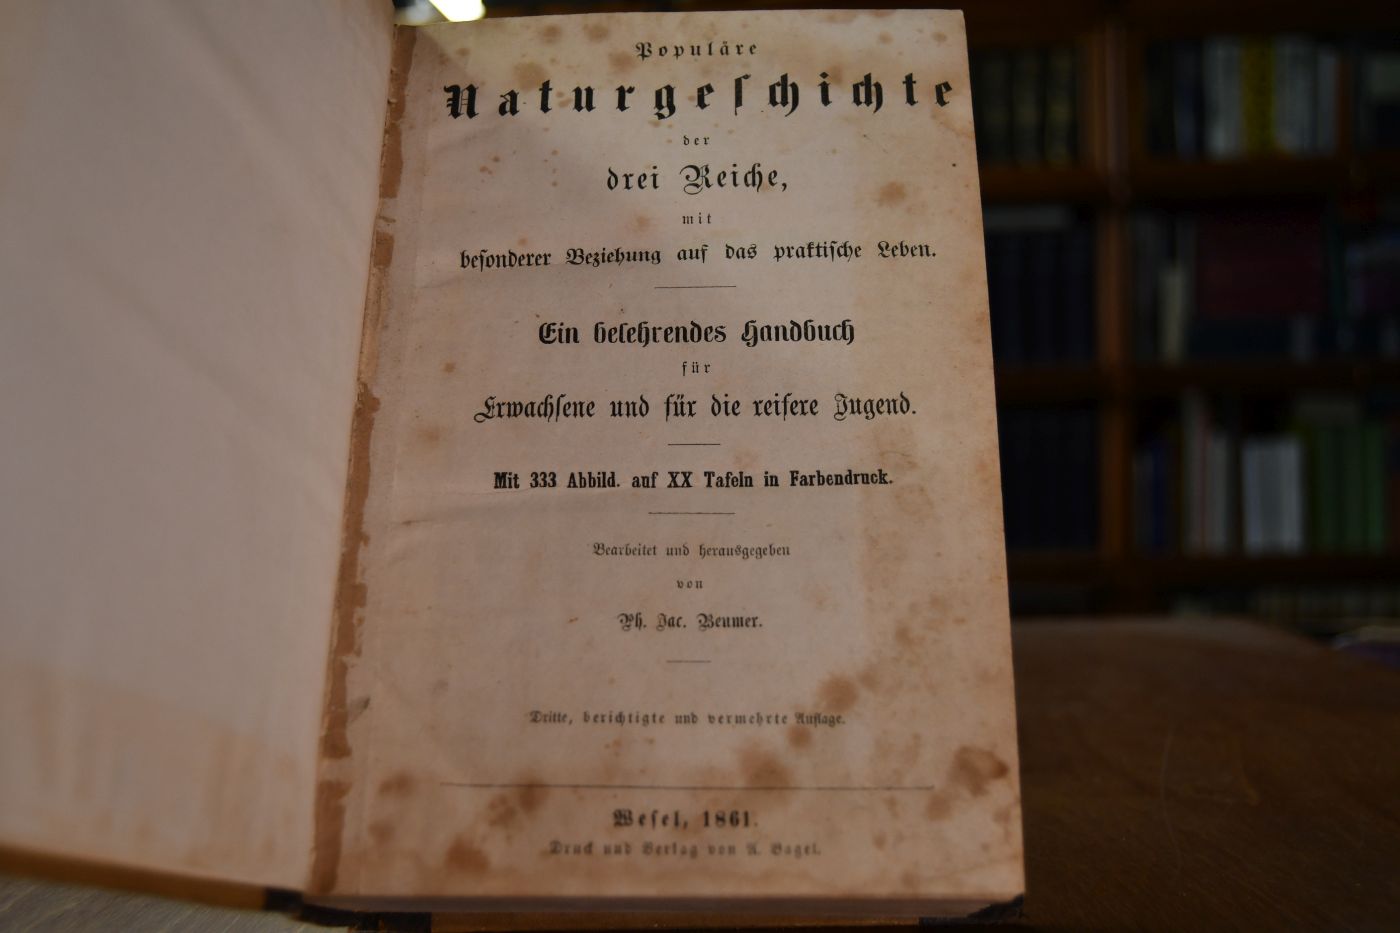 Populäre
Naturgeschichte
der
drei Reiche,
mit
besonderer Beziehung auf das praktische Leben.
Ein belehrendes Handbuch
für
Erwachsene und für die reifere Jugend.
Mit 333 Abbild. auf XX Tafeln in Farbendruck.
Bearbeitet und herausgegeben
von
Ph. Jac. Beumer.
Dritte, berichtigte und vermehrte Auflage.
Wesel, 1861.
Druck und Verlag von A. Bagel.